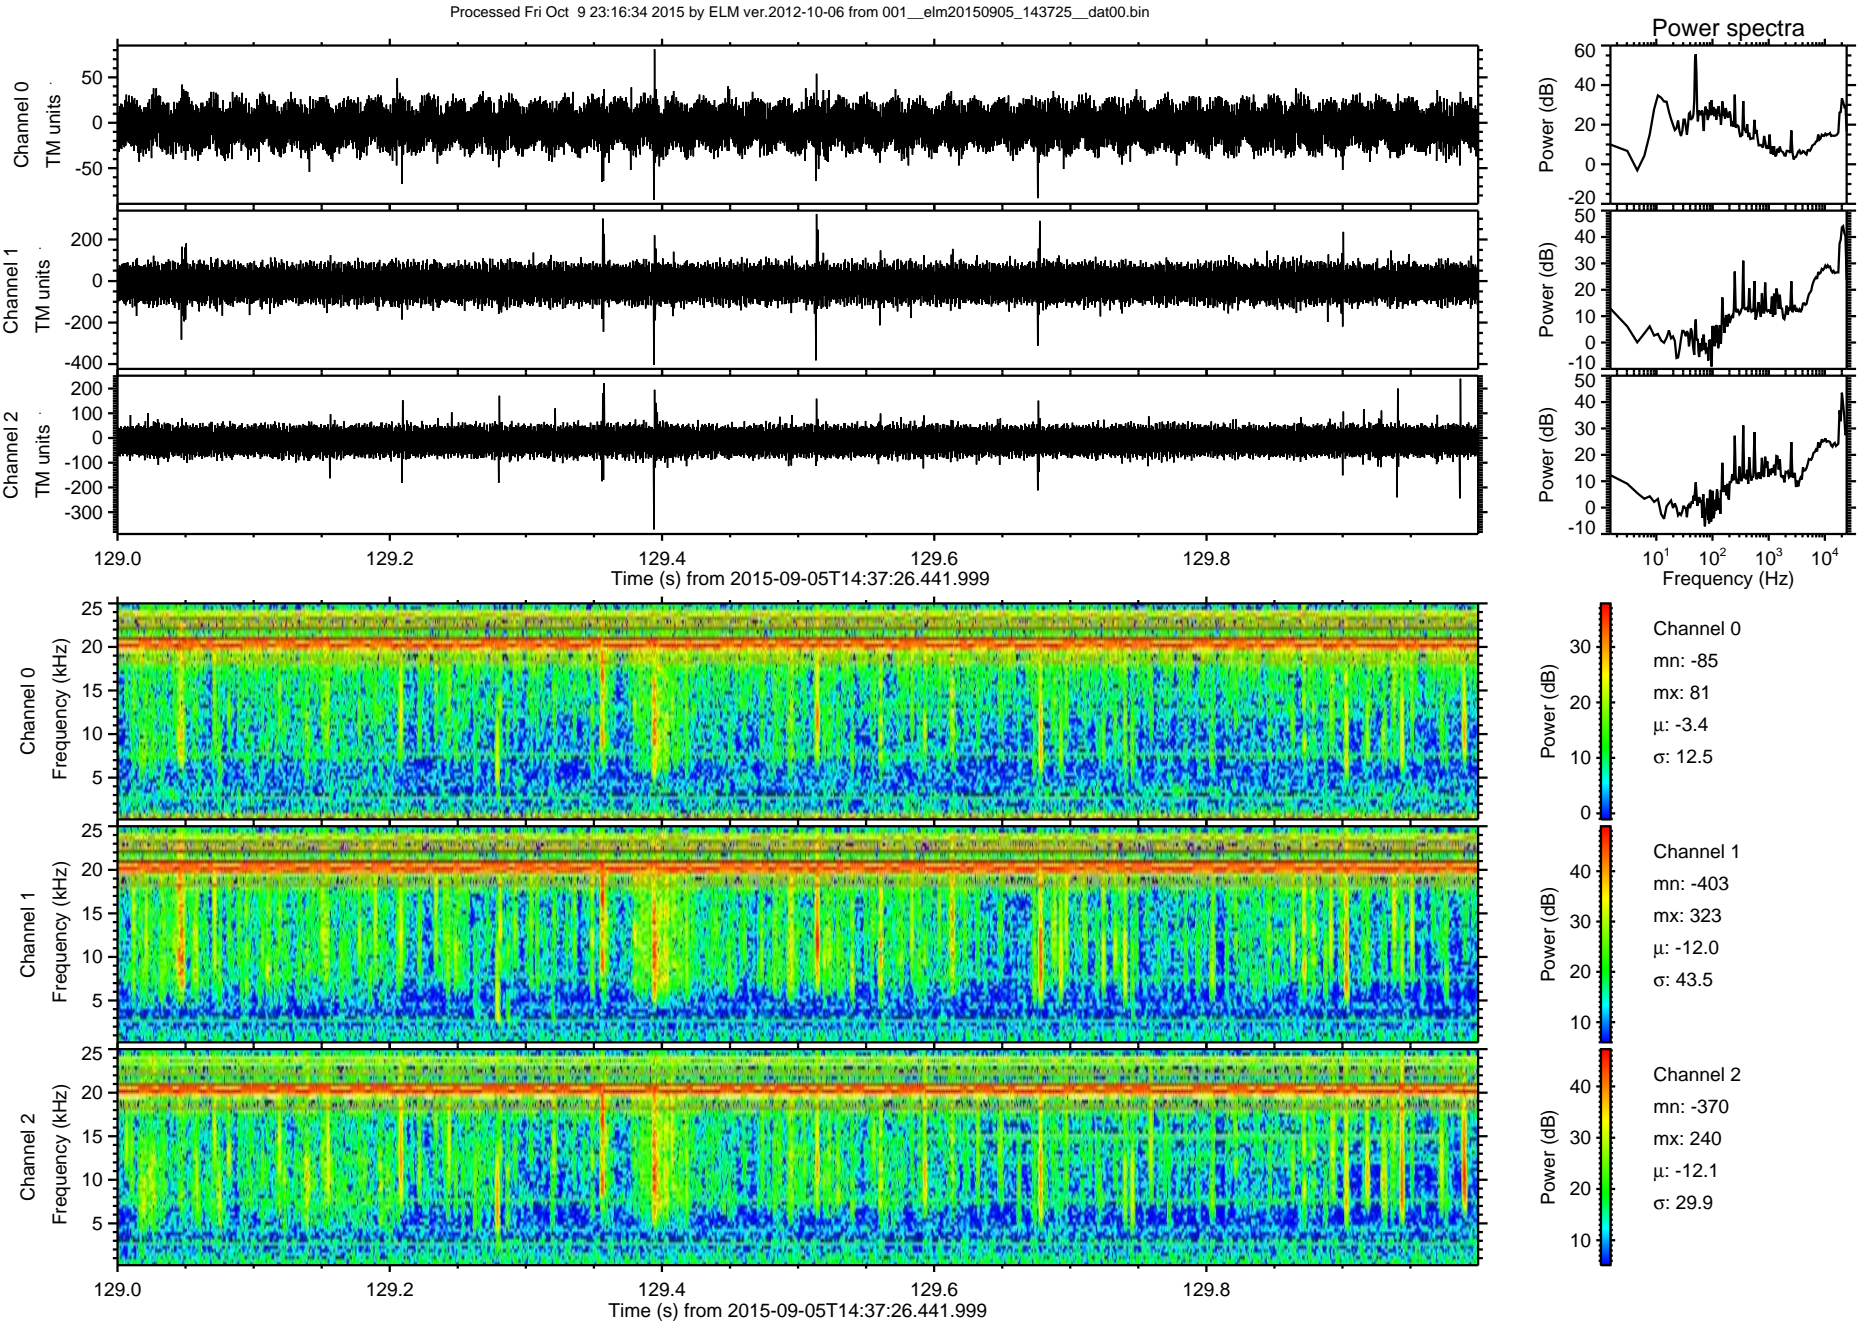 Processed Fri Oct  9 23:16:34 2015 by ELM ver.2012-10-06 from 001__elm20150905_143725__dat00.bin
Power spectra
Channel 0
TM units
50
0
-50
Power (dB)
60
40
20
0
-20
Channel 1
TM units
200
0
-200
-400
Power (dB)
50
40
30
20
10
0
-10
Channel 2
TM units
200
100
0
-100
-200
-300
Power (dB)
50
40
30
20
10
0
-10
129.0 129.2 129.4 129.6 129.8
Time (s) from 2015-09-05T14:37:26.441.999
10^1 10^2 10^3 10^4
Frequency (Hz)
Channel 0
Frequency (kHz)
25
20
15
10
5
Power (dB)
30
20
10
0
Channel 0
mn: -85
mx: 81
μ: -3.4
σ: 12.5
Channel 1
Frequency (kHz)
25
20
15
10
5
Power (dB)
40
30
20
10
Channel 1
mn: -403
mx: 323
μ: -12.0
σ: 43.5
Channel 2
Frequency (kHz)
25
20
15
10
5
Power (dB)
40
30
20
10
Channel 2
mn: -370
mx: 240
μ: -12.1
σ: 29.9
129.0 129.2 129.4 129.6 129.8
Time (s) from 2015-09-05T14:37:26.441.999